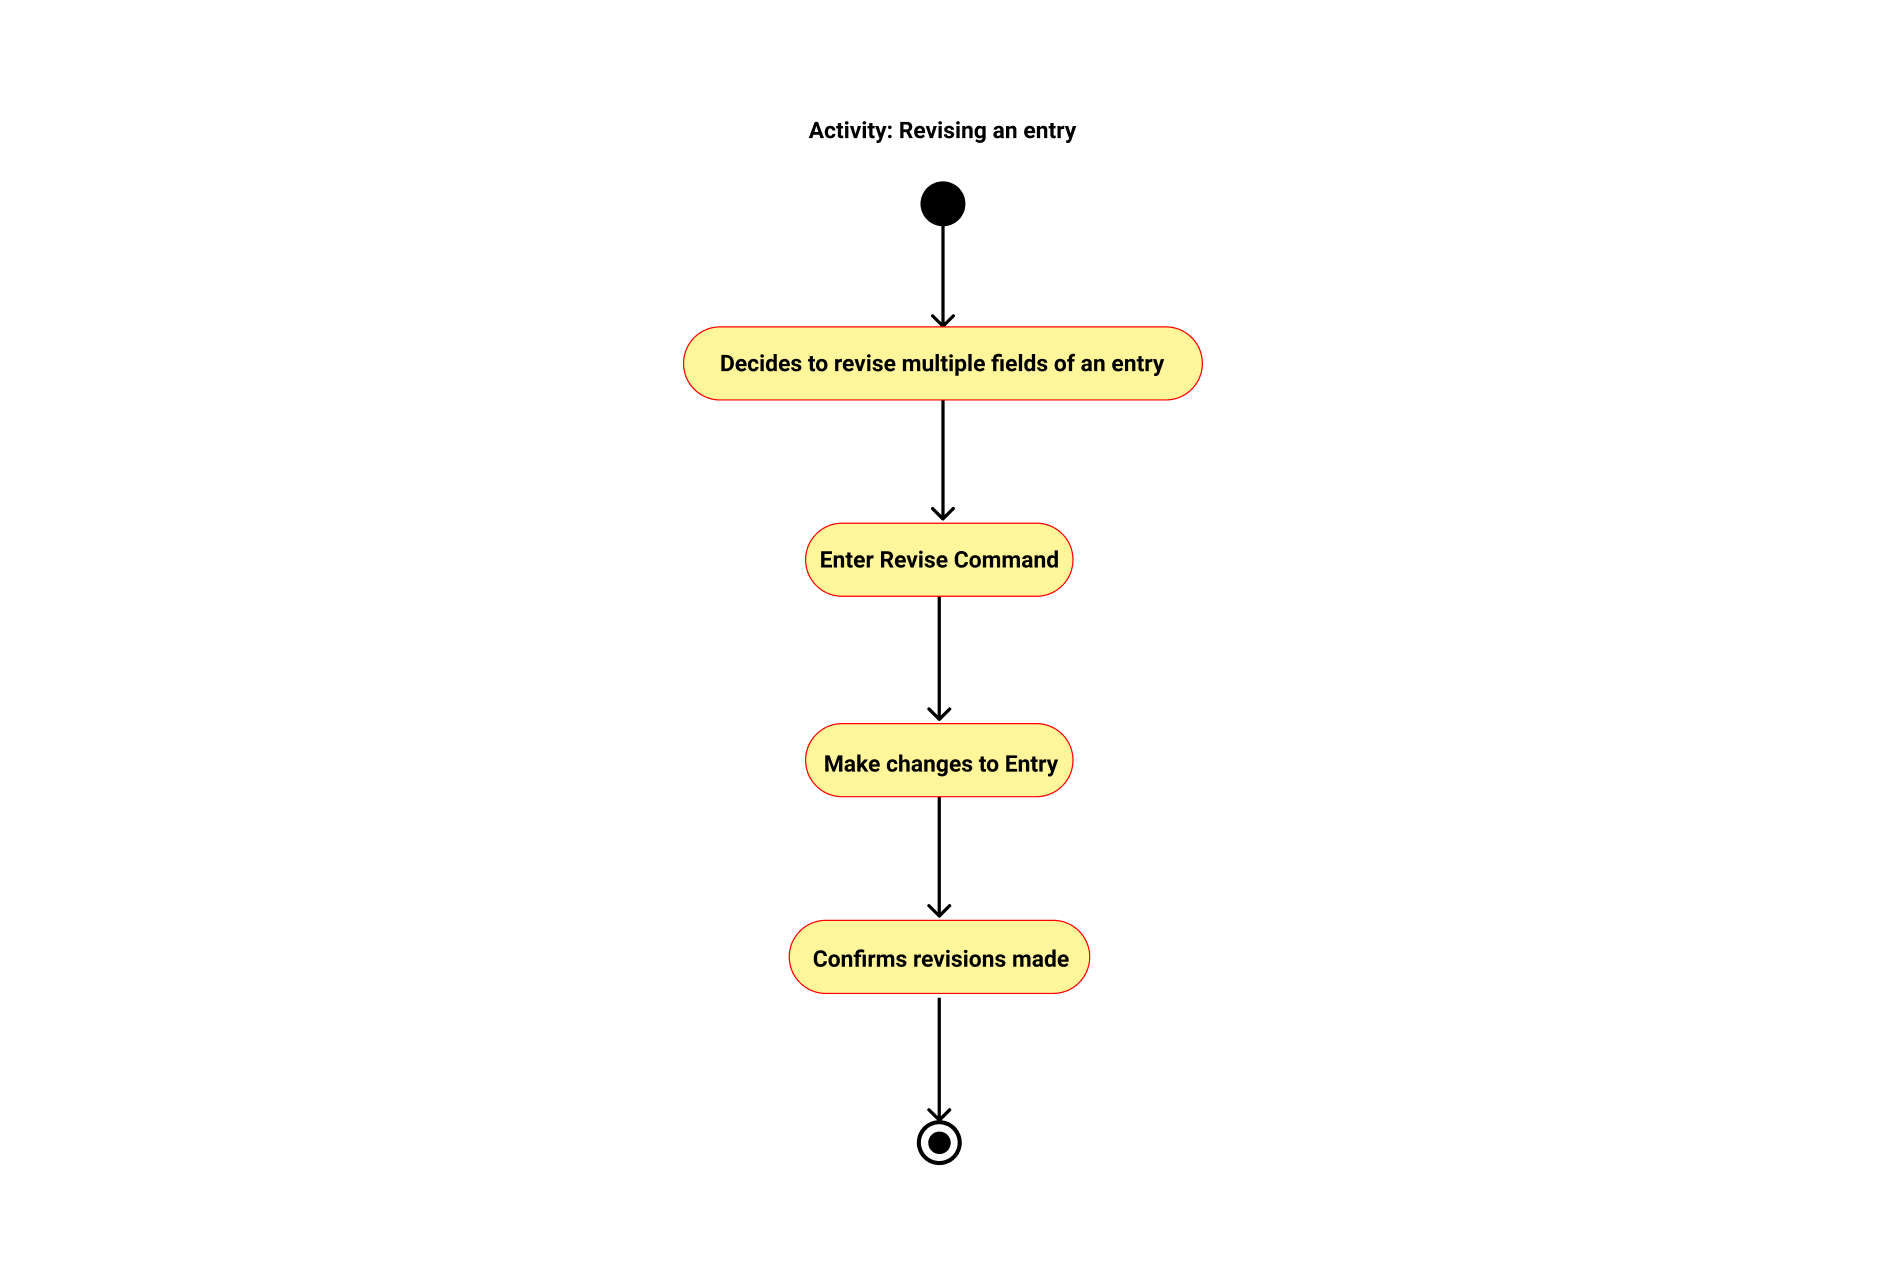 Activity: Revising an entry
Decides to revise multiple fields of an entry
Enter Revise Command
Make changes to Entry
Confirms revisions made